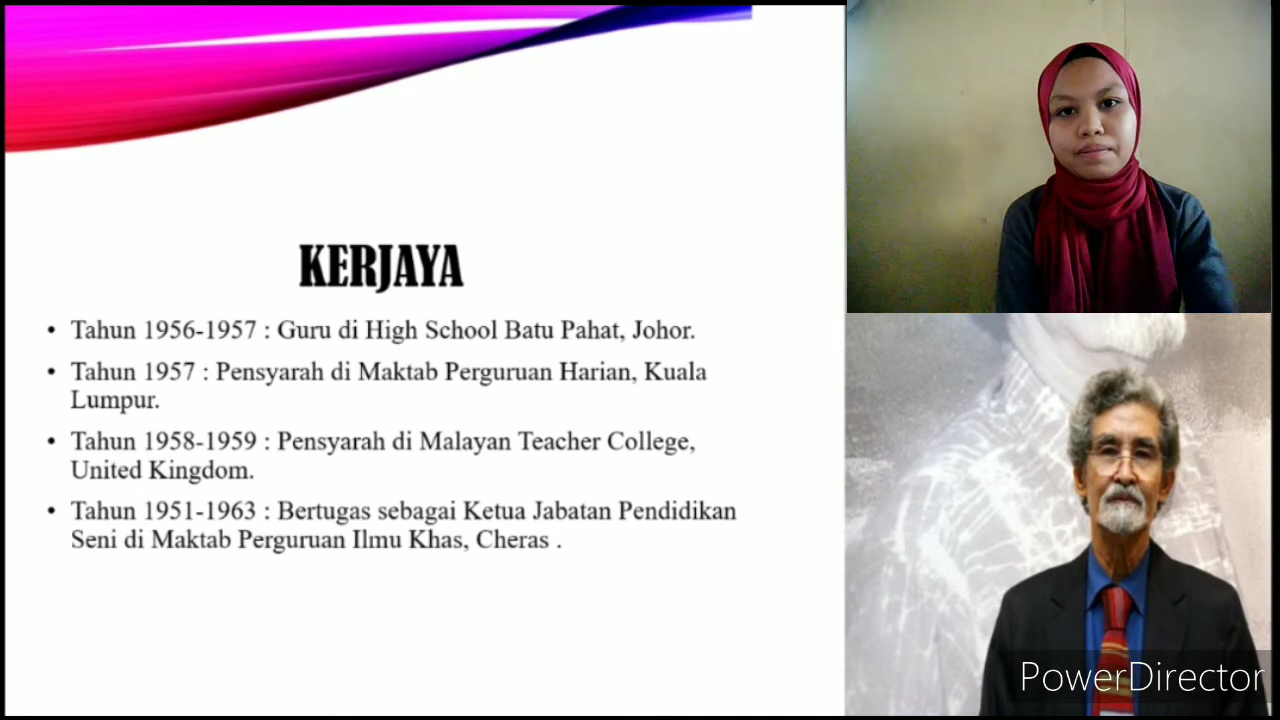 KERJAYA
• Tahun 1956-1957 : Guru di High School Batu Pahat, Johor.
• Tahun 1957 : Pensyarah di Maktab Perguruan Harian, Kuala
Lumpur.
• Tahun 1958-1959 : Pensyarah di Malayan Teacher College,
United Kingdom.
• Tahun 1951-1963 : Bertugas sebagai Ketua Jabatan Pendidikan
Seni di Maktab Perguruan Ilmu Khas, Cheras .
PowerDirector